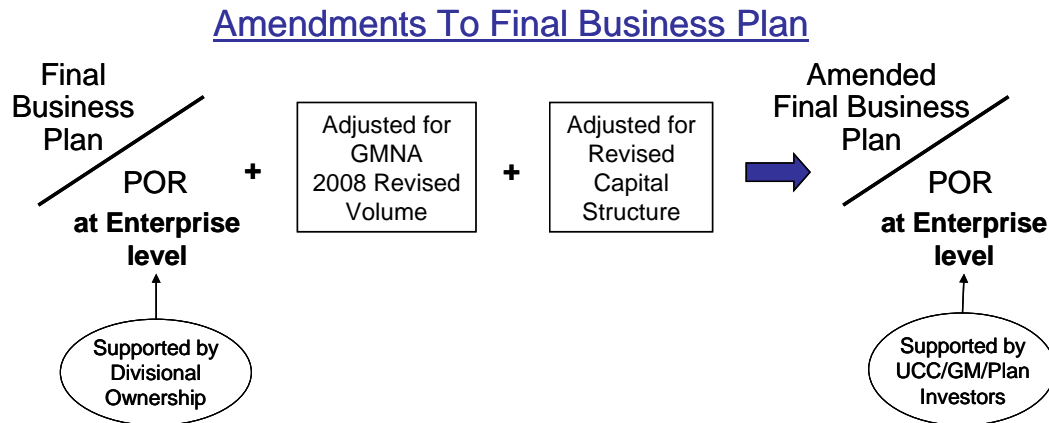 Amendments To Final Business Plan
Final
Business
Plan
POR
at Enterprise
level
Supported by
Divisional
Ownership
+
Adjusted for
GMNA
2008 Revised
Volume
+
Adjusted for
Revised
Capital
Structure
Amended
Final Business
Plan
POR
at Enterprise
level
Supported by
UCC/GM/Plan
Investors